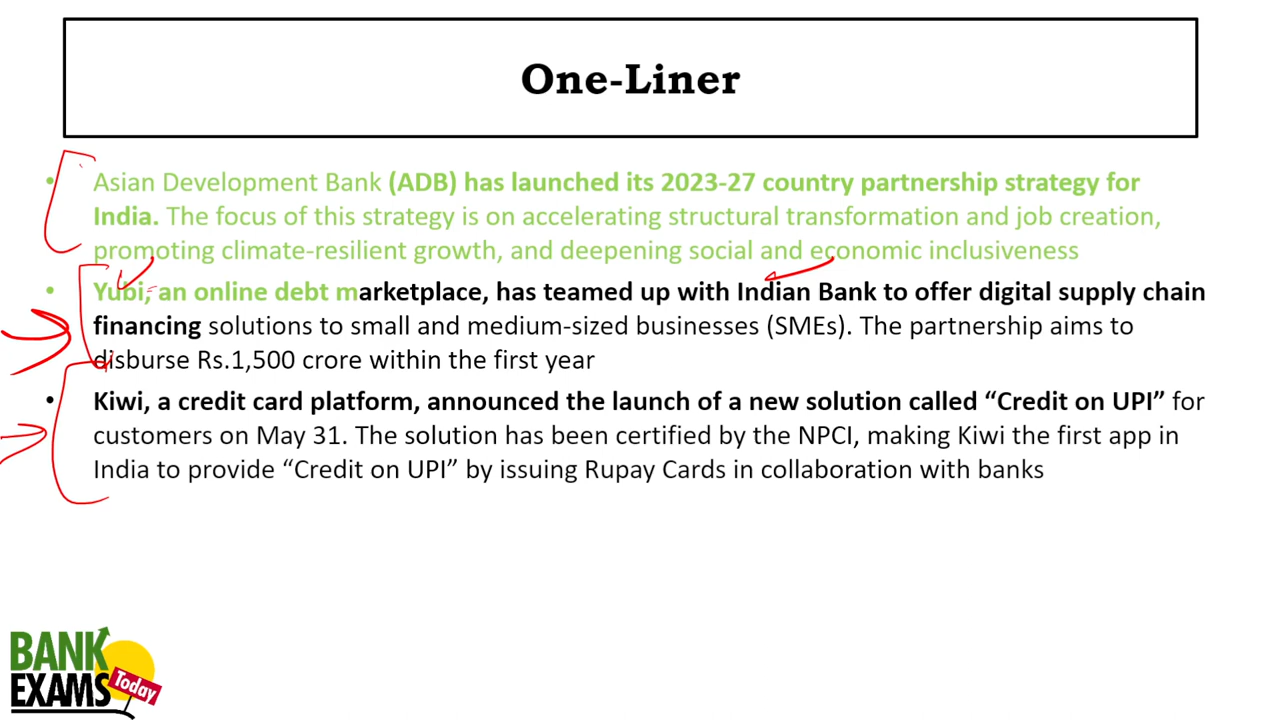 One-Liner
• Asian Development Bank (ADB) has launched its 2023-27 country partnership strategy for
India. The focus of this strategy is on accelerating structural transformation and job creation,
promoting climate-resilient growth, and deepening social and economic inclusiveness
• Yubi, an online debt marketplace, has teamed up with Indian Bank to offer digital supply chain
financing solutions to small and medium-sized businesses (SMEs). The partnership aims to
disburse Rs.1,500 crore within the first year
• Kiwi, a credit card platform, announced the launch of a new solution called “Credit on UPI” for
customers on May 31. The solution has been certified by the NPCI, making Kiwi the first app in
India to provide “Credit on UPI” by issuing Rupay Cards in collaboration with banks
BANK
EXAMS
Today